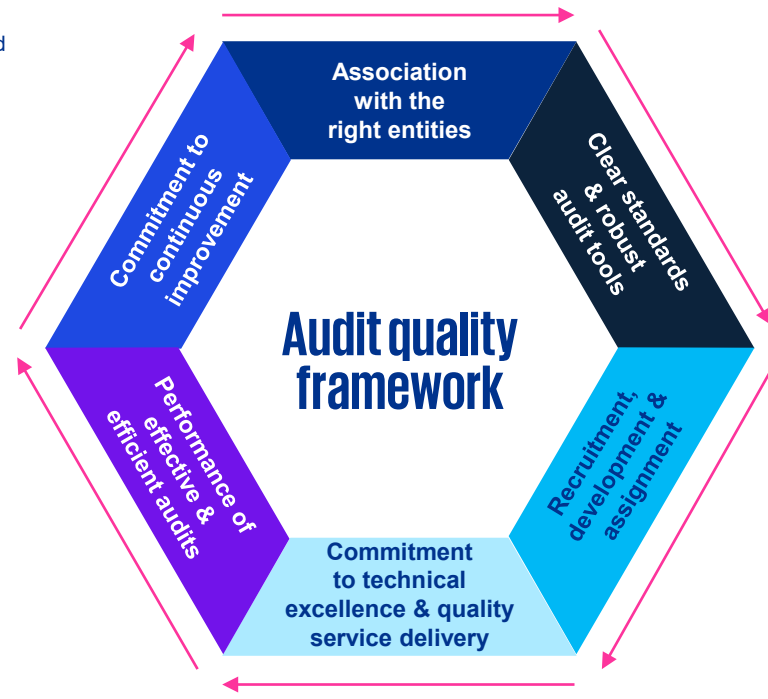 d
Association
with the
right entities
Clear standards
& robust
audit tools
Recruitment,
development &
assignment
Commitment
to technical
excellence & quality
service delivery
Performance of
effective &
efficient audits
Commitment to
continuous
improvement
Audit quality
framework